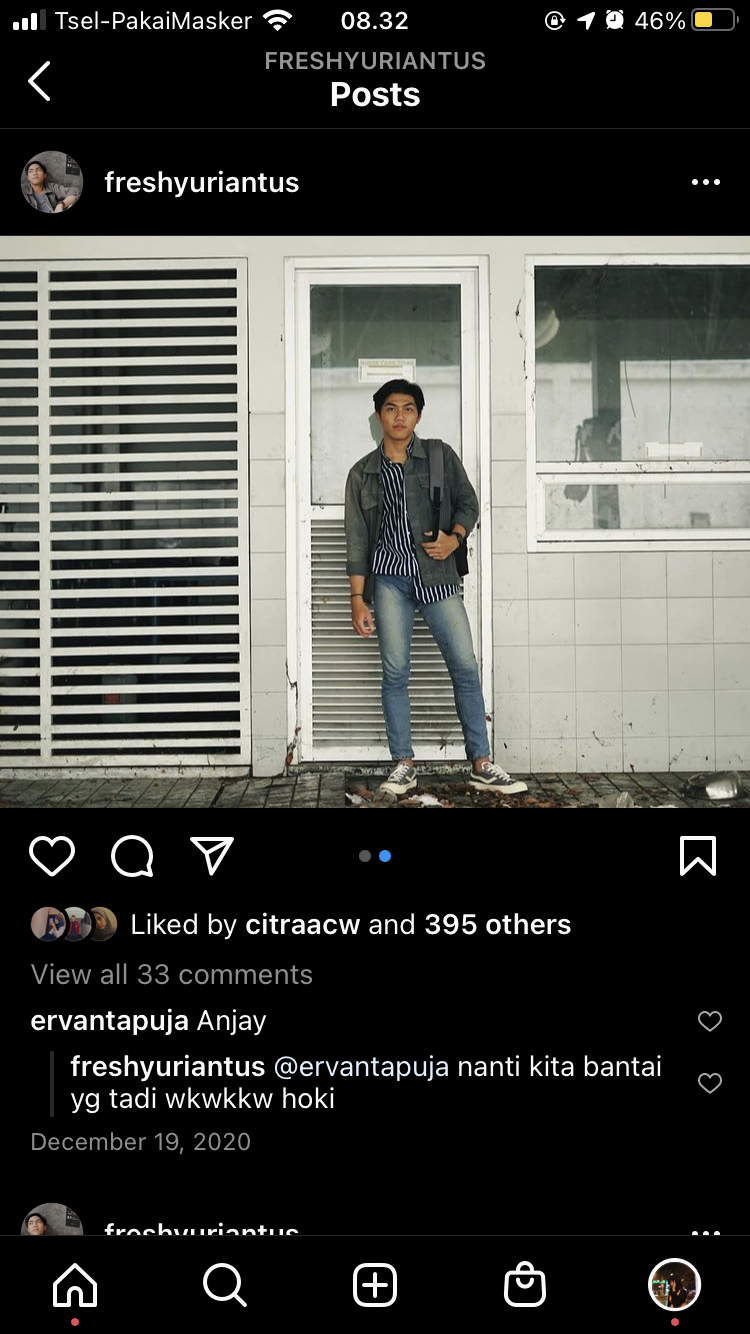 Tsel-PakaiMasker 08.32 46%
FRESHYURIANTUS
Posts
freshyuriantus
Liked by citraacw and 395 others
View all 33 comments
ervantapuja Anjay
freshyuriantus @ervantapuja nanti kita bantai
yg tadi wkwkkw hoki
December 19, 2020
freshyuriantus